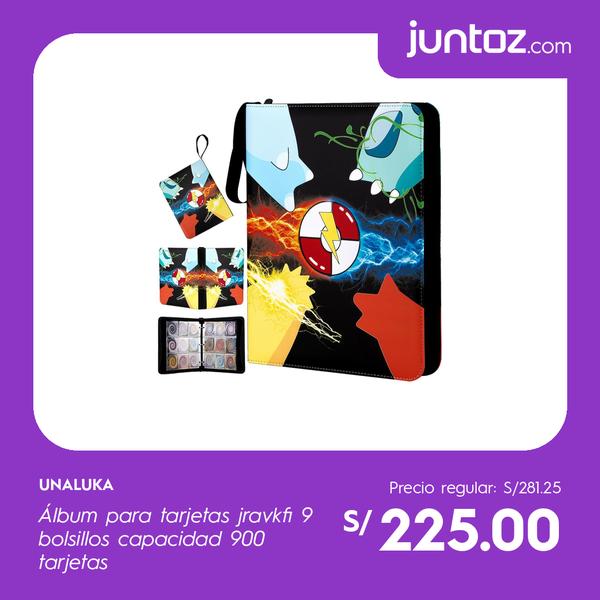 juntoz.com
UNALUKA
Álbum para tarjetas jravkfi 9
bolsillos capacidad 900
tarjetas
Precio regular: S/281.25
S/ 225.00